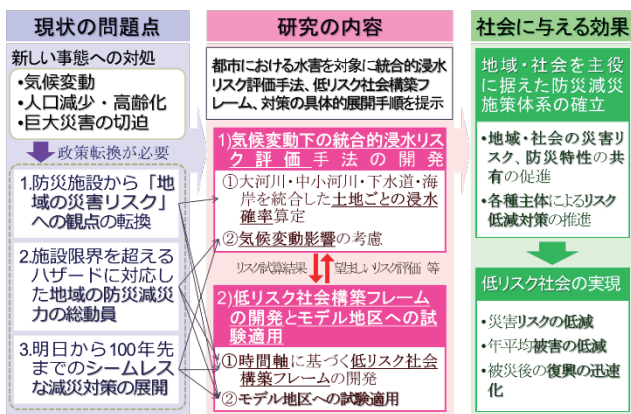 現状の問題点
新しい事態への対処
•気候変動
•人口減少・高齢化
•巨大災害の切迫
政策転換が必要
1.防災施設から「地
域の災害リスク」
への観点の転換
2.施設限界を超える
ハザードに対応し
た地域の防災減災
力の総動員
3.明日から100年先
までのシームレス
な減災対策の展開
研究の内容
都市における水害を対象に統合的浸水
リスク評価手法、低リスク社会構築フ
レーム、対策の具体的展開手順を提示
1)気候変動下の統合的浸水リス
ク評価手法の開発
①大河川・中小河川・下水道・海
岸を統合した土地ごとの浸水
確率算定
②気候変動影響の考慮
リスク試算結果
望ましいリスク評価 等
2)低リスク社会構築フレーム
の開発とモデル地区への試
験適用
①時間軸に基づく低リスク社会
構築フレームの開発
②モデル地区への試験適用
社会に与える効果
地域・社会を主役
に据えた防災減災
施策体系の確立
•地域・社会の災害リ
スク、防災特性の共
有の促進
•各種主体によるリスク
低減対策の推進
低リスク社会の実現
•災害リスクの低減
•年平均被害の低減
•被災後の復興の迅速
化